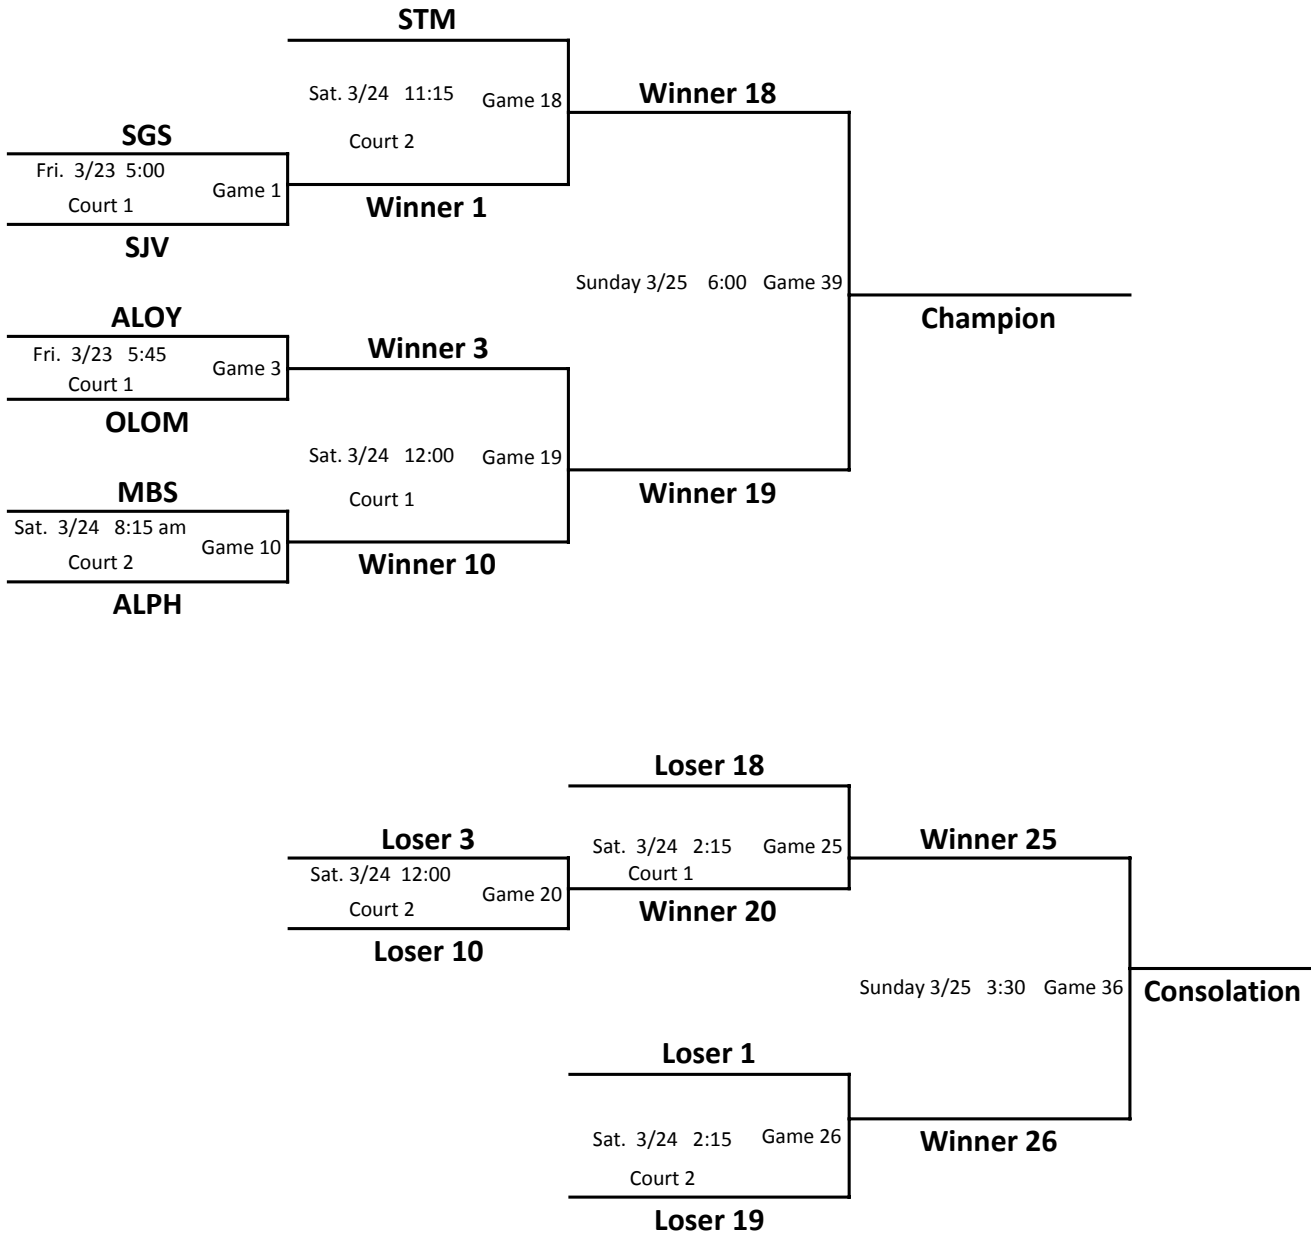 STM
Sat. 3/24 11:15
Game 18
Court 2
Winner 18
SGS
Fri. 3/23 5:00
Game 1
Court 1
SJV
Winner 1
Sunday 3/25 6:00 Game 39
Champion
ALOY
Fri. 3/23 5:45
Game 3
Court 1
OLOM
Winner 3
Sat. 3/24 12:00
Game 19
Court 1
Winner 19
MBS
Sat. 3/24 8:15 am
Game 10
Court 2
ALPH
Winner 10
Loser 18
Sat. 3/24 2:15
Game 25
Court 1
Winner 25
Loser 3
Sat. 3/24 12:00
Game 20
Court 2
Loser 10
Winner 20
Sunday 3/25 3:30 Game 36
Consolation
Loser 1
Sat. 3/24 2:15
Game 26
Court 2
Winner 26
Loser 19